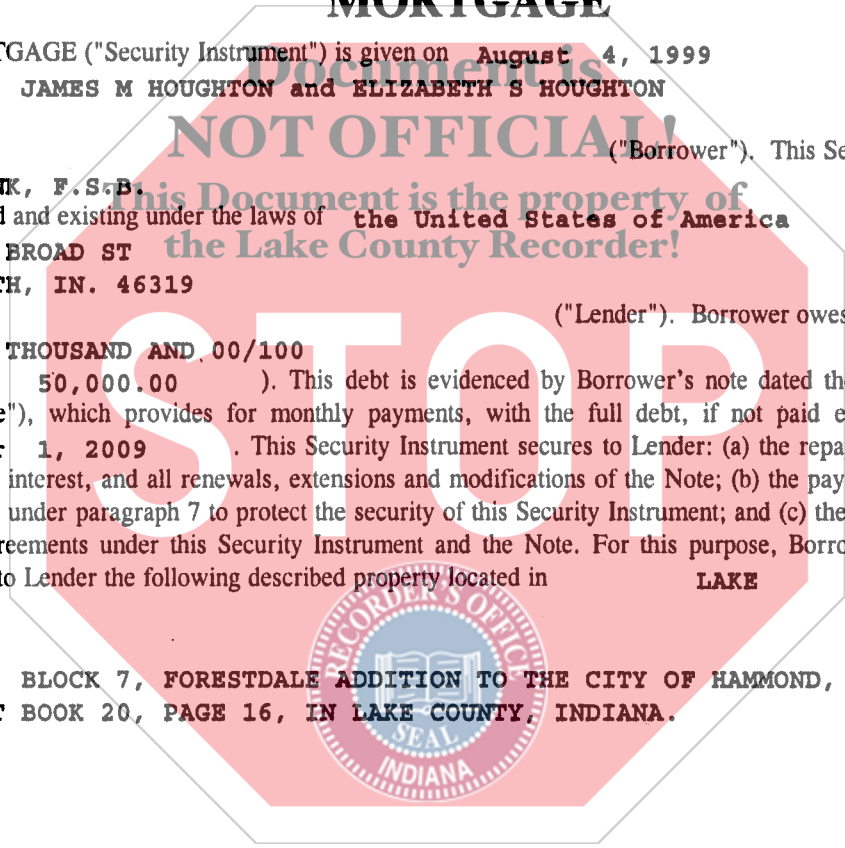 MORTGAGE
TGAGE ("Security Instrument") is given on August 4, 1999
Document is
JAMES M HOUGHTON and ELIZABETH S HOUGHTON
NOT OFFICIAL!
("Borrower"). This Se
NK, F.S.B.
This Document is the property of
d and existing under the laws of the United States of America
the Lake County Recorder!
BROAD ST
TH, IN. 46319
("Lender"). Borrower owes
STOP
THOUSAND AND 00/100
50,000.00 ). This debt is evidenced by Borrower's note dated th
e"), which provides for monthly payments, with the full debt, if not paid e
r 1, 2009 . This Security Instrument secures to Lender: (a) the repa
interest, and all renewals, extensions and modifications of the Note; (b) the pay
under paragraph 7 to protect the security of this Security Instrument; and (c) the
reements under this Security Instrument and the Note. For this purpose, Borro
to Lender the following described property located in LAKE
RECORDER'S OFFICE
BLOCK 7, FORESTDALE ADDITION TO THE CITY OF HAMMOND,
T BOOK 20, PAGE 16, IN LAKE COUNTY, INDIANA.
SEAL
INDIANA